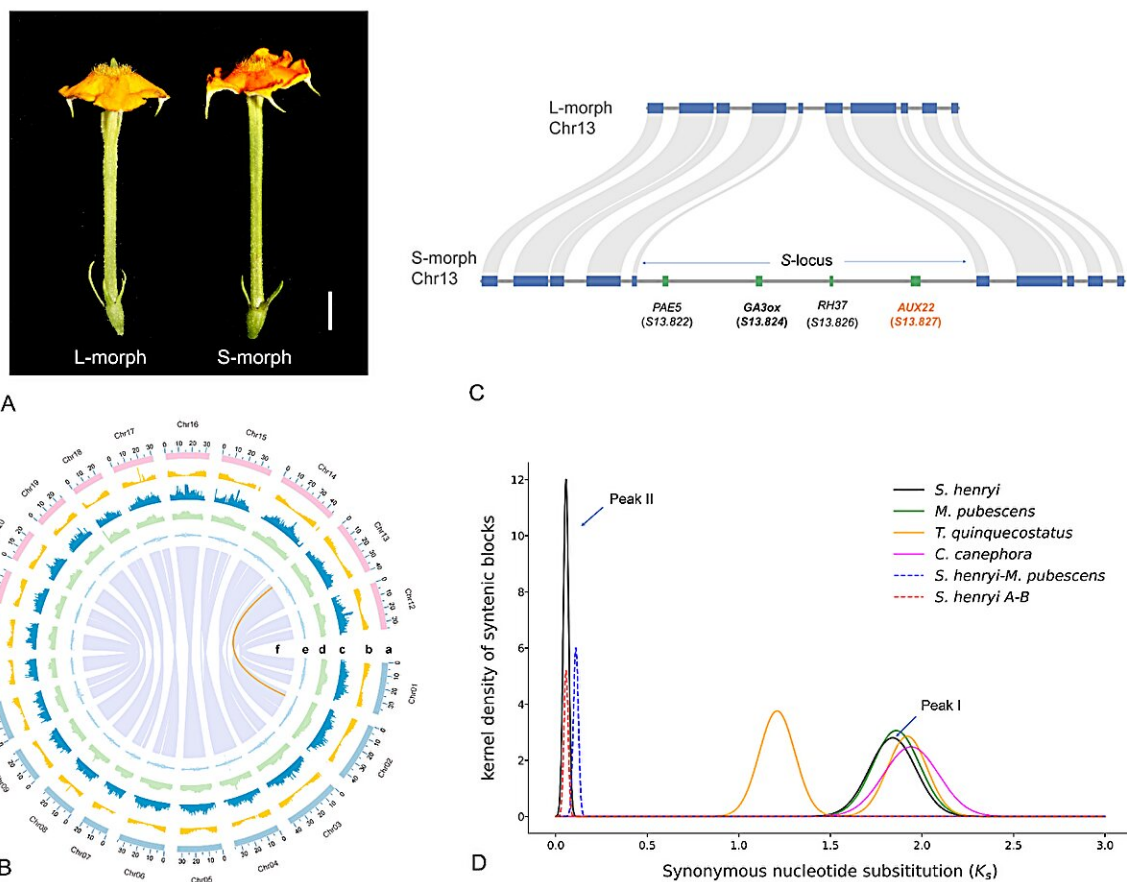 L-morph
S-morph
A
L-morph
Chr13
S-morph
Chr13
S-locus
PAE5
(S13.822)
GA3ox
(S13.824)
RH37
(S13.826)
AUX22
(S13.827)
C
Chr16
Chr15
Chr14
Chr13
Chr12
Chr17
Chr18
Chr19
f e d c b a
Chr01
Chr02
Chr03
Chr04
Chr05
Chr06
Chr07
Chr08
Chr09
B
kernel density of syntenic blocks
12
10
8
6
4
2
0
Peak II
Peak I
S. henryi
M. pubescens
T. quinquecostatus
C. canephora
S. henryi-M. pubescens
S. henryi A-B
0.0 0.5 1.0 1.5 2.0 2.5 3.0
Synonymous nucleotide subsititution (Ks)
D